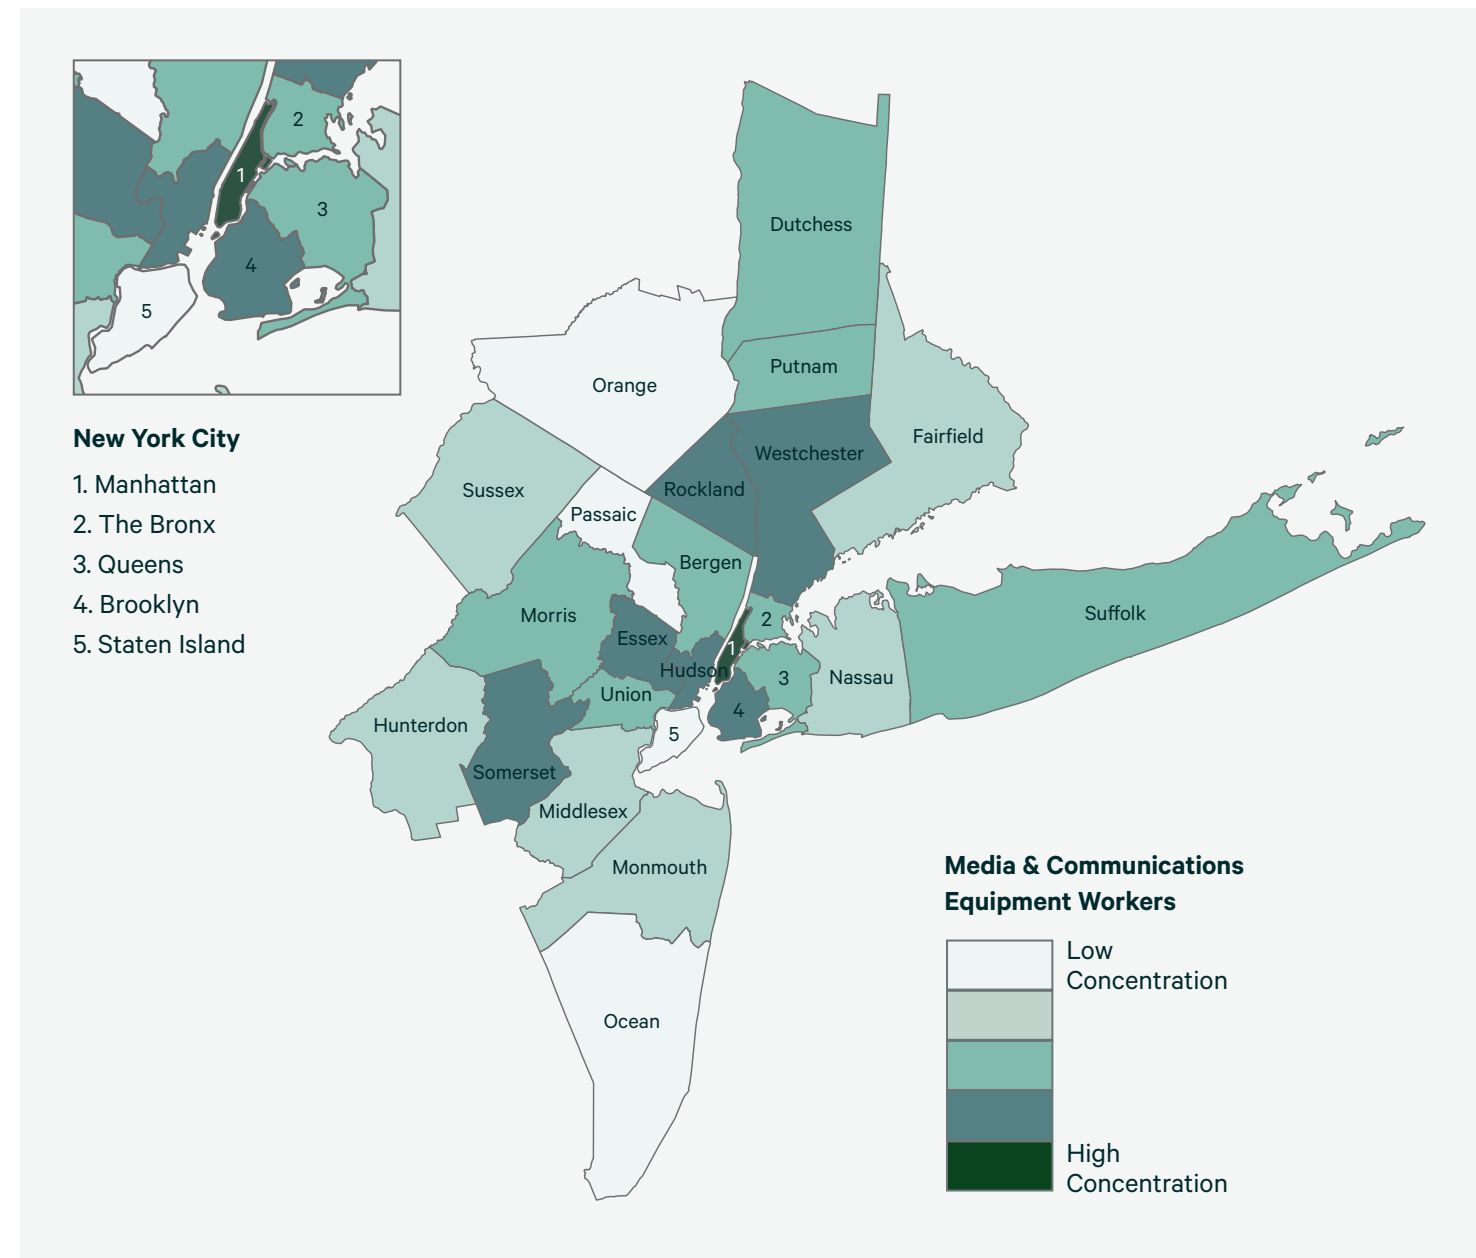 2
1
3
4
5
New York City
1. Manhattan
2. The Bronx
3. Queens
4. Brooklyn
5. Staten Island
Dutchess
Putnam
Orange
Fairfield
Westchester
Rockland
Sussex
Passaic
Bergen
Morris
Suffolk
2
Essex
1
Hudson
3
Nassau
Union
4
Hunterdon
5
Somerset
Middlesex
Monmouth
Ocean
Media & Communications
Equipment Workers
Low
Concentration
High
Concentration